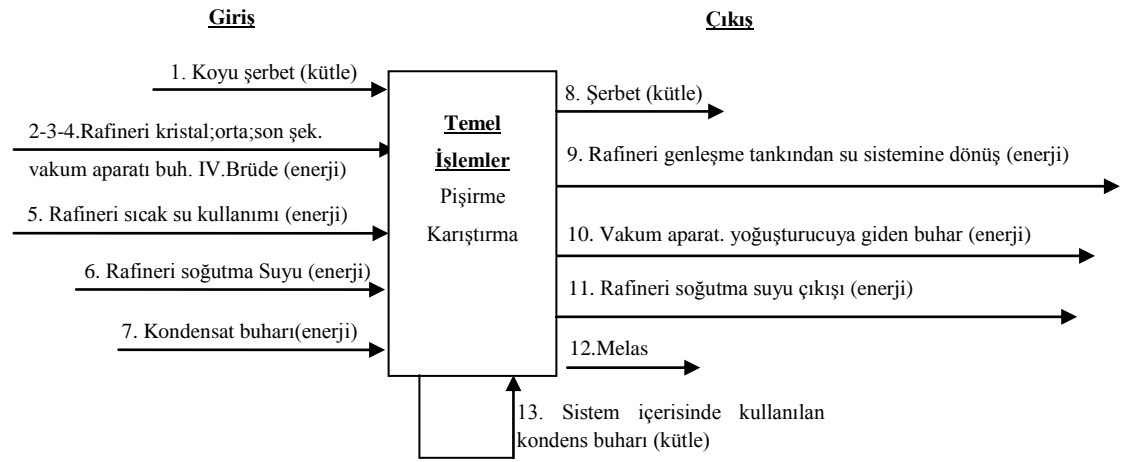 Giriş
Çıkış
1. Koyu şerbet (kütle)
2-3-4.Rafineri kristal;orta;son şek.
vakum aparatı buh. IV.Brüde (enerji)
5. Rafineri sıcak su kullanımı (enerji)
6. Rafineri soğutma Suyu (enerji)
7. Kondensat buharı(enerji)
Temel
İşlemler
Pişirme
Karıştırma
8. Şerbet (kütle)
9. Rafineri genleşme tankından su sistemine dönüş (enerji)
10. Vakum aparat. yoğuşturucuya giden buhar (enerji)
11. Rafineri soğutma suyu çıkışı (enerji)
12.Melas
13. Sistem içerisinde kullanılan
kondens buharı (kütle)